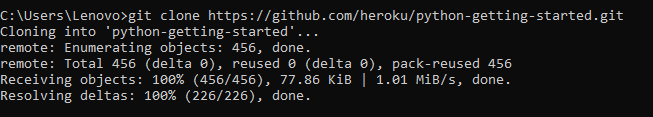 C:\Users\Lenovo>git clone https://github.com/heroku/python-getting-started.git
Cloning into 'python-getting-started'...
remote: Enumerating objects: 456, done.
remote: Total 456 (delta 0), reused 0 (delta 0), pack-reused 456
Receiving objects: 100% (456/456), 77.86 KiB | 1.01 MiB/s, done.
Resolving deltas: 100% (226/226), done.